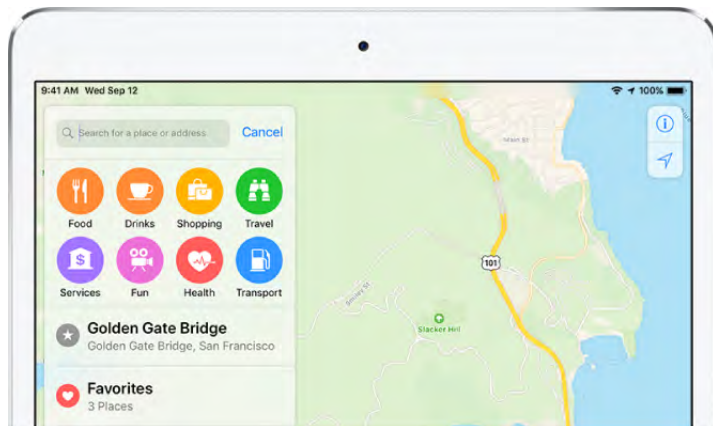 9:41 AM Wed Sep 12
100%
Search for a place or address
Cancel
Food Drinks Shopping Travel
Services Fun Health Transport
Golden Gate Bridge
Golden Gate Bridge, San Francisco
Favorites
3 Places
101
Slacker Hill